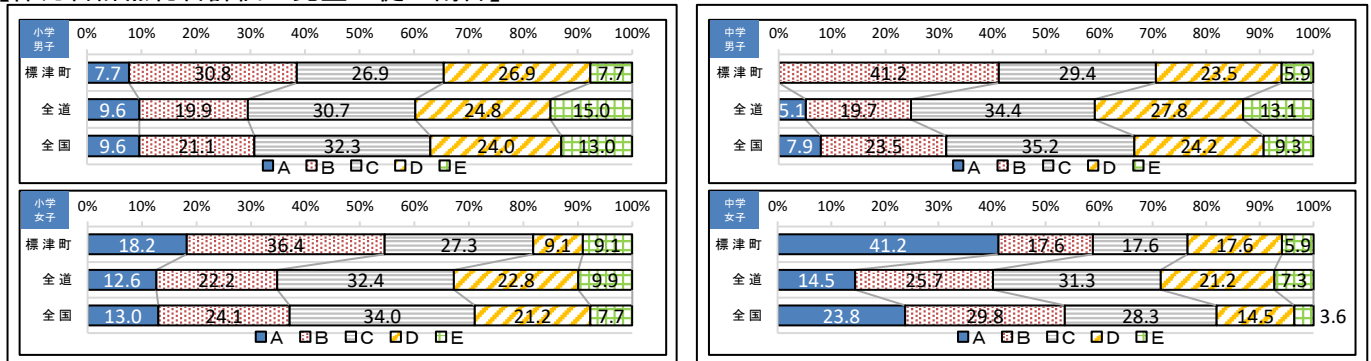 小学
男子
0% 10% 20% 30% 40% 50% 60% 70% 80% 90% 100%
標津町 7.7 30.8 26.9 26.9 7.7
全道 9.6 19.9 30.7 24.8 15.0
全国 9.6 21.1 32.3 24.0 13.0
A B C D E
中学
男子
0% 10% 20% 30% 40% 50% 60% 70% 80% 90% 100%
標津町 41.2 29.4 23.5 5.9
全道 5.1 19.7 34.4 27.8 13.1
全国 7.9 23.5 35.2 24.2 9.3
A B C D E
小学
女子
0% 10% 20% 30% 40% 50% 60% 70% 80% 90% 100%
標津町 18.2 36.4 27.3 9.1 9.1
全道 12.6 22.2 32.4 22.8 9.9
全国 13.0 24.1 34.0 21.2 7.7
A B C D E
中学
女子
0% 10% 20% 30% 40% 50% 60% 70% 80% 90% 100%
標津町 41.2 17.6 17.6 17.6 5.9
全道 14.5 25.7 31.3 21.2 7.3
全国 23.8 29.8 28.3 14.5 3.6
A B C D E